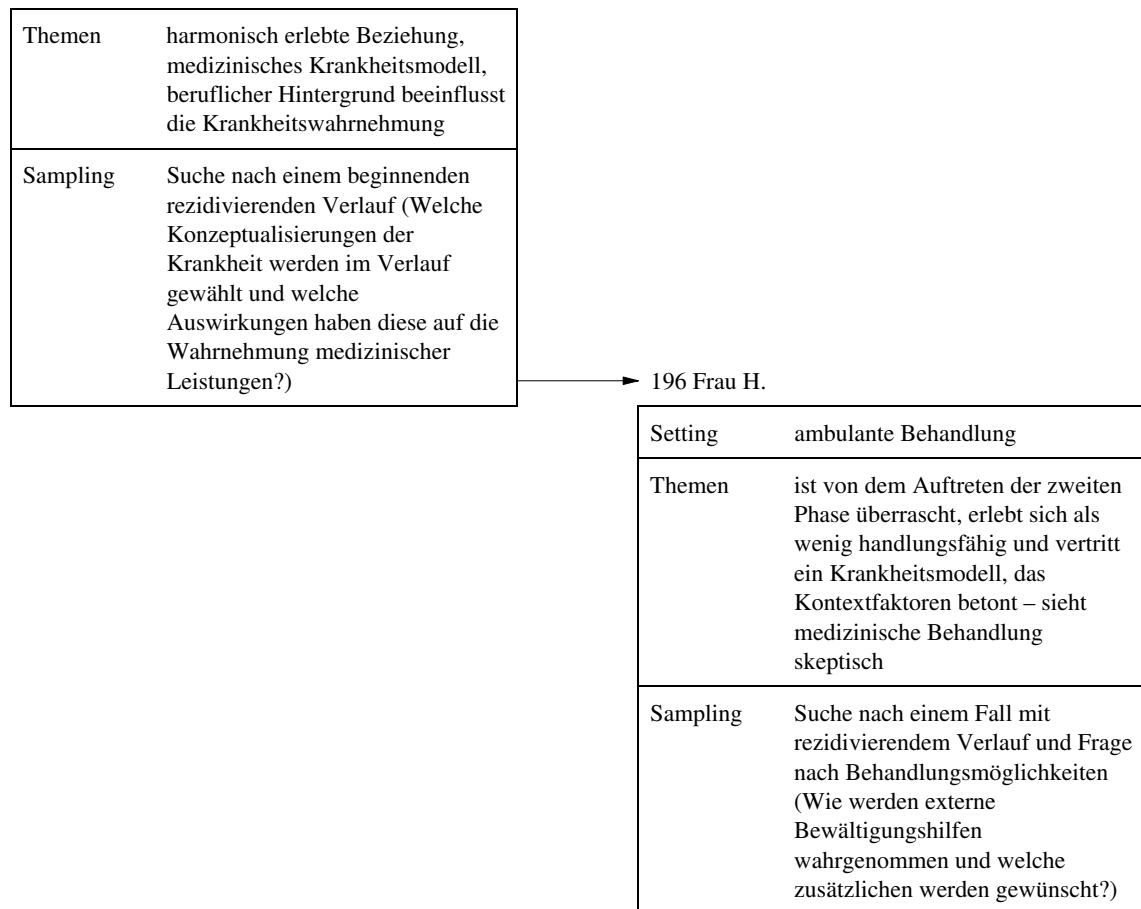 Themen harmonisch erlebte Beziehung,
medizinisches Krankheitsmodell,
beruflicher Hintergrund beeinflusst
die Krankheitswahrnehmung
Sampling Suche nach einem beginnenden
rezidivierenden Verlauf (Welche
Konzeptualisierungen der
Krankheit werden im Verlauf
gewählt und welche
Auswirkungen haben diese auf die
Wahrnehmung medizinischer
Leistungen?)
196 Frau H.
Setting ambulante Behandlung
Themen ist von dem Auftreten der zweiten
Phase überrascht, erlebt sich als
wenig handlungsfähig und vertritt
ein Krankheitsmodell, das
Kontextfaktoren betont – sieht
medizinische Behandlung
skeptisch
Sampling Suche nach einem Fall mit
rezidivierendem Verlauf und Frage
nach Behandlungsmöglichkeiten
(Wie werden externe
Bewältigungshilfen
wahrgenommen und welche
zusätzlichen werden gewünscht?)